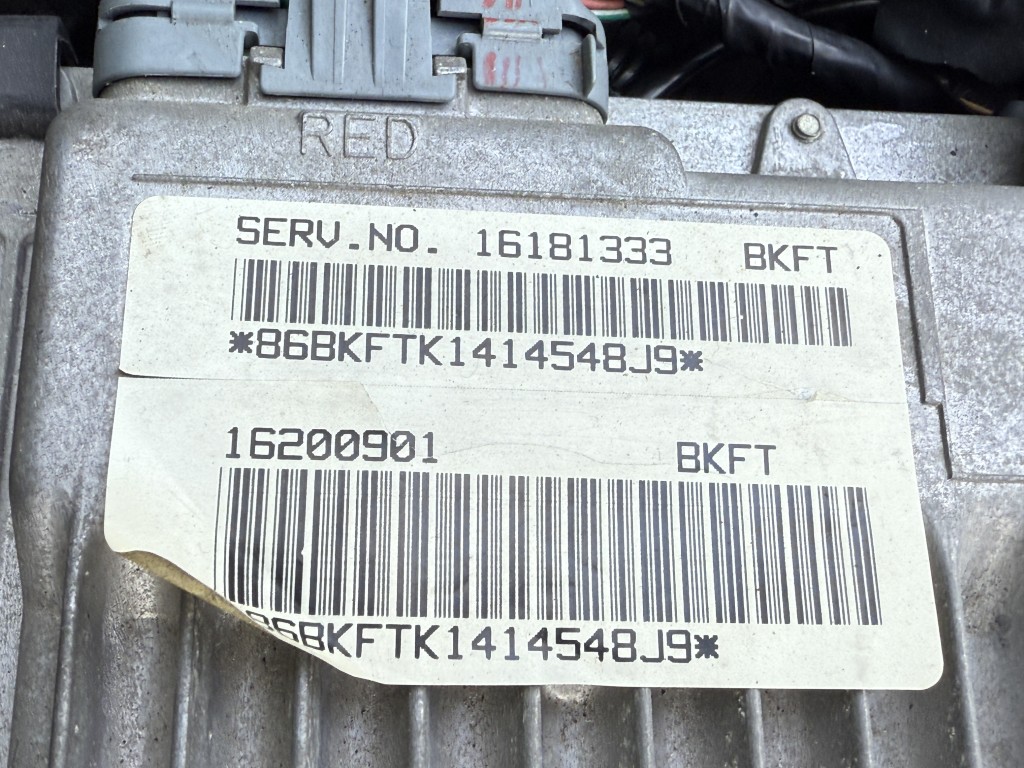 RED
SERV.NO. 16181333 BKFT
*86BKFTK1414548J9*
16200901 BKFT
86BKFTK1414548J9*